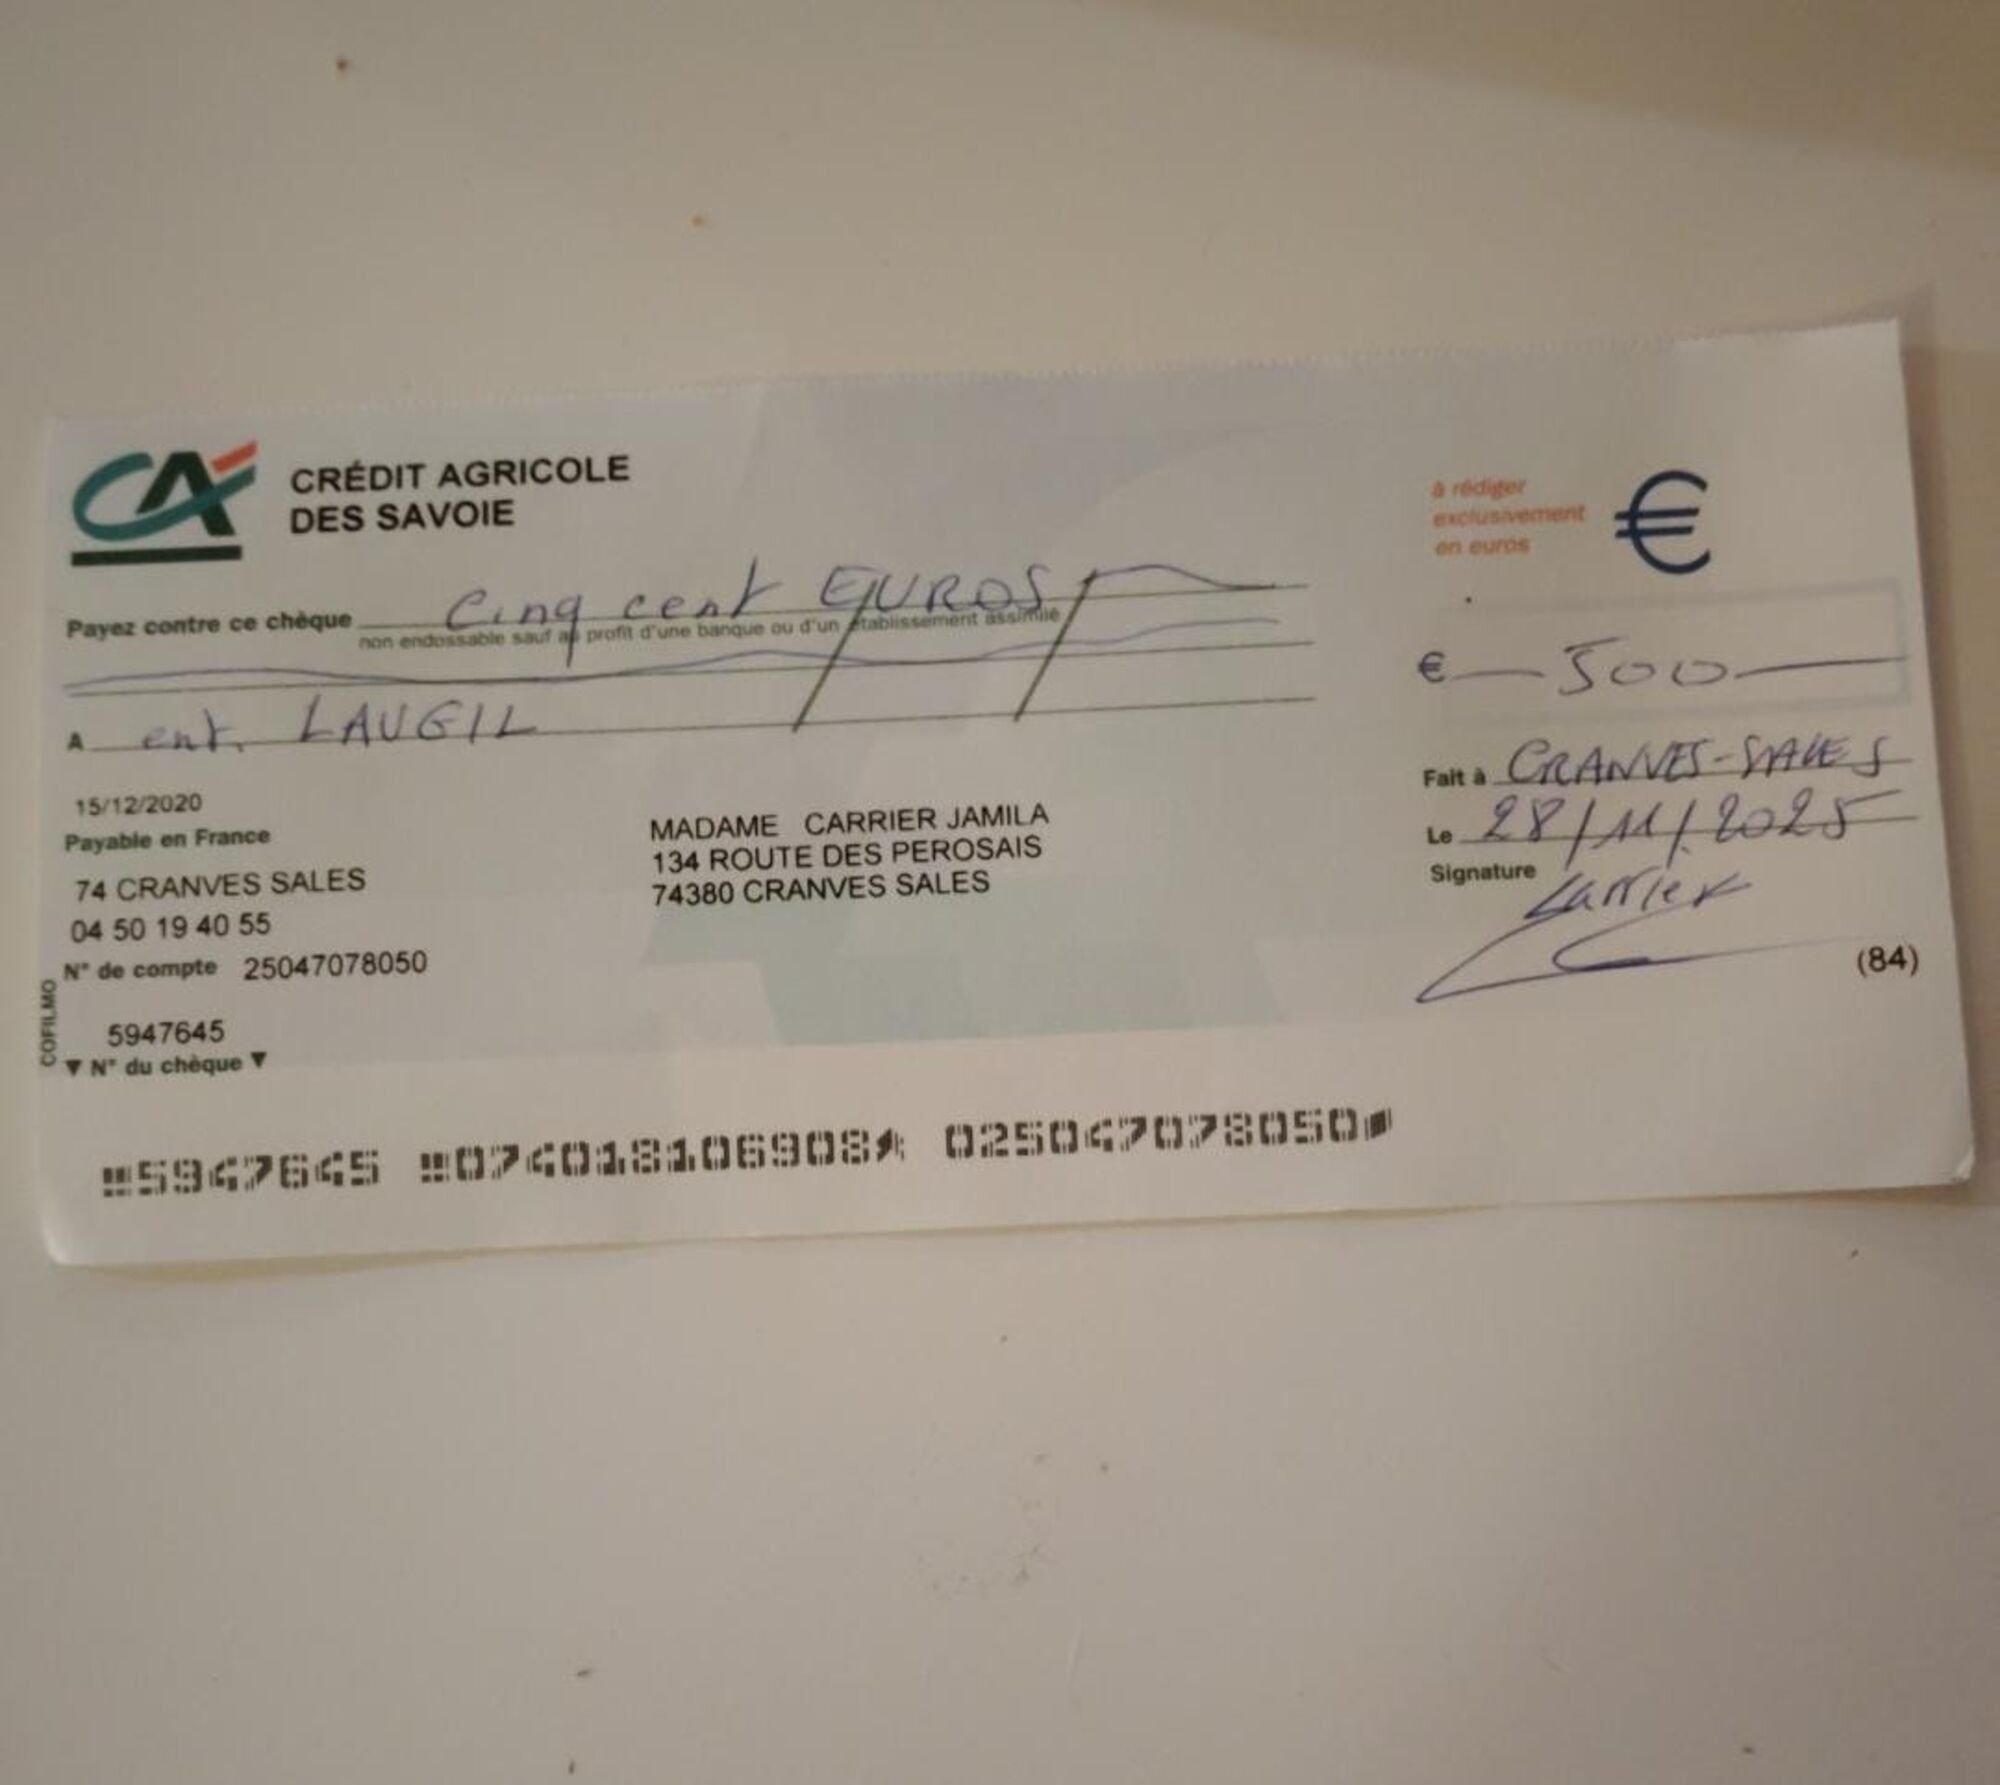 CRÉDIT AGRICOLE
DES SAVOIE
à rédiger
exclusivement
en euros
€
Payez contre ce chèque cinq cent EUROS
non endossable sauf au profit d'une banque ou d'un établissement assimilé
€ 500
A ent. LAUGIL
Fait à CRANVES-SALES
Le 28/11/2025
Signature
Carrier
15/12/2020
Payable en France
74 CRANVES SALES
04 50 19 40 55
N° de compte 25047078050
MADAME CARRIER JAMILA
134 ROUTE DES PEROSAIS
74380 CRANVES SALES
(84)
COFILMO
5947645
▼ N° du chèque ▼
5947645 074018106908 025047078050